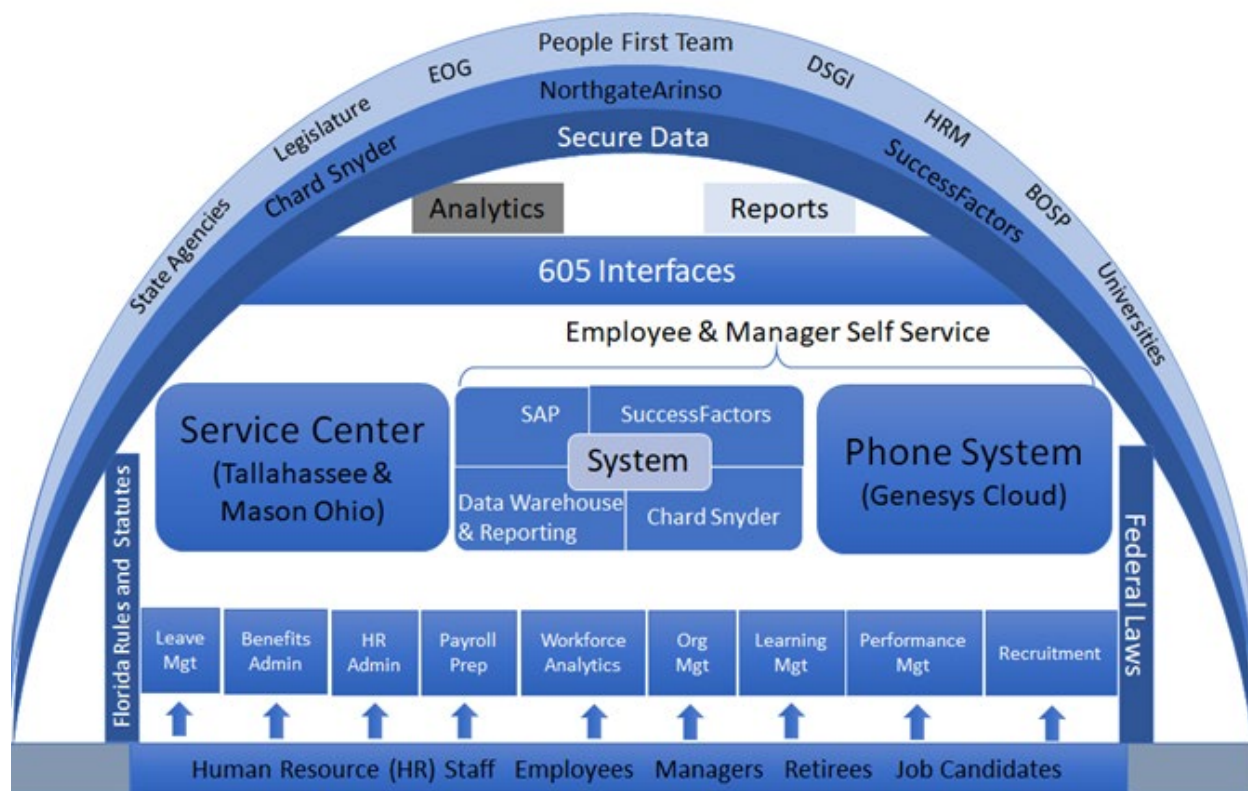 People First Team
EOG
DSGI
Legislature
HRM
State Agencies
BOSP
Universities
NorthgateArinso
Chard Snyder
SuccessFactors
Secure Data
Analytics
Reports
605 Interfaces
Employee & Manager Self Service
Service Center
(Tallahassee &
Mason Ohio)
SAP
SuccessFactors
System
Data Warehouse
& Reporting
Chard Snyder
Phone System
(Genesys Cloud)
Florida Rules and Statutes
Federal Laws
Leave
Mgt
Benefits
Admin
HR
Admin
Payroll
Prep
Workforce
Analytics
Org
Mgt
Learning
Mgt
Performance
Mgt
Recruitment
Human Resource (HR) Staff Employees Managers Retirees Job Candidates